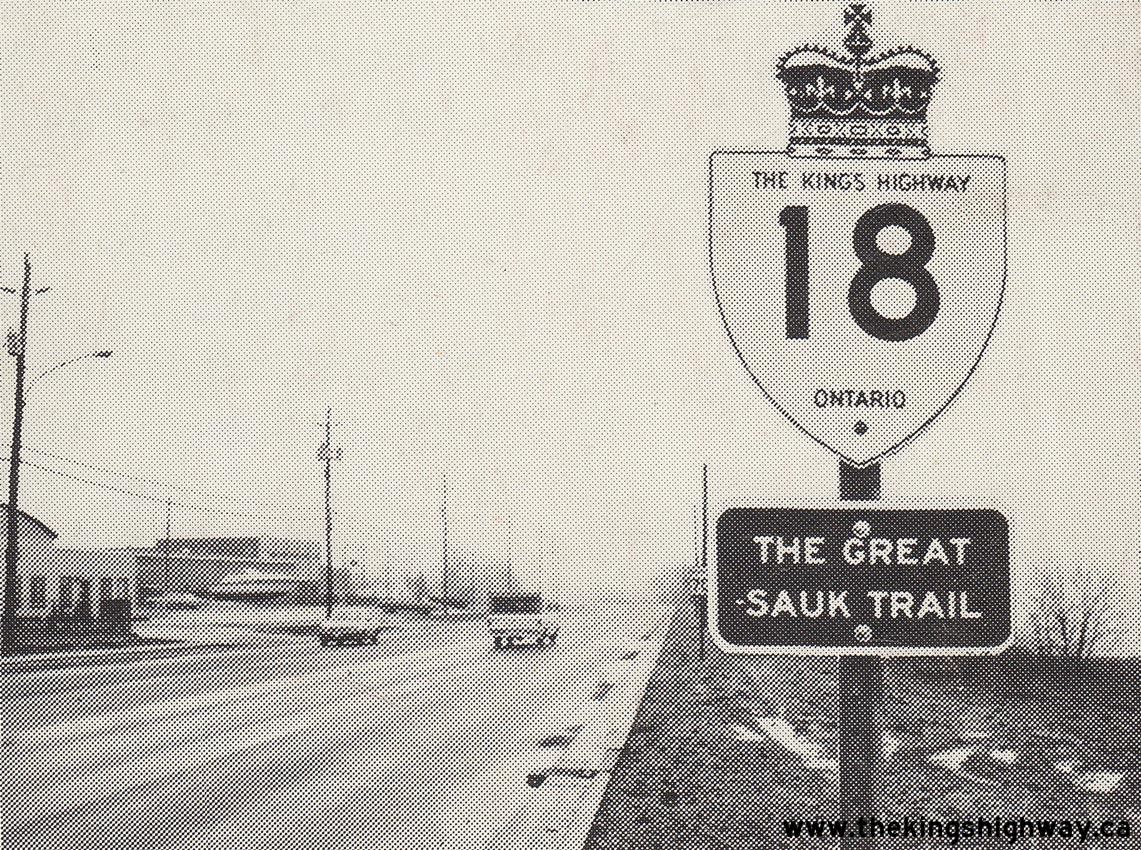 THE KINGS HIGHWAY
18
ONTARIO
THE GREAT
SAUK TRAIL
www.thekingshighway.ca